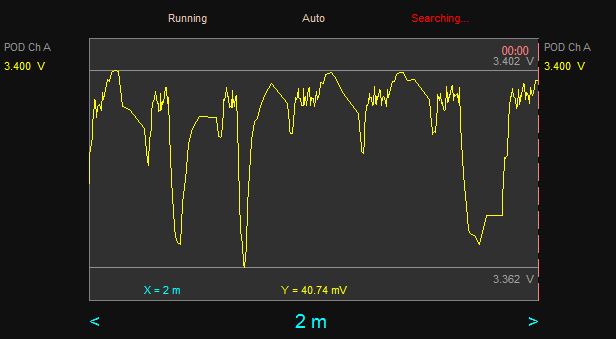 Running Auto Searching...
POD Ch A
3.400 V
00:00
3.402 V
POD Ch A
3.400 V
3.362 V
X = 2 m Y = 40.74 mV
< 2 m >